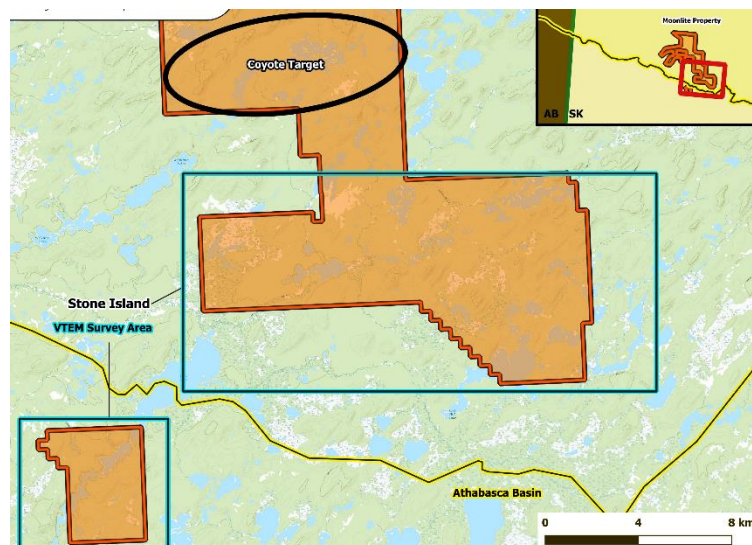 Moonlite Property
AB
SK
Coyote Target
Stone Island
VTEM Survey Area
Athabasca Basin
0 4 8 km